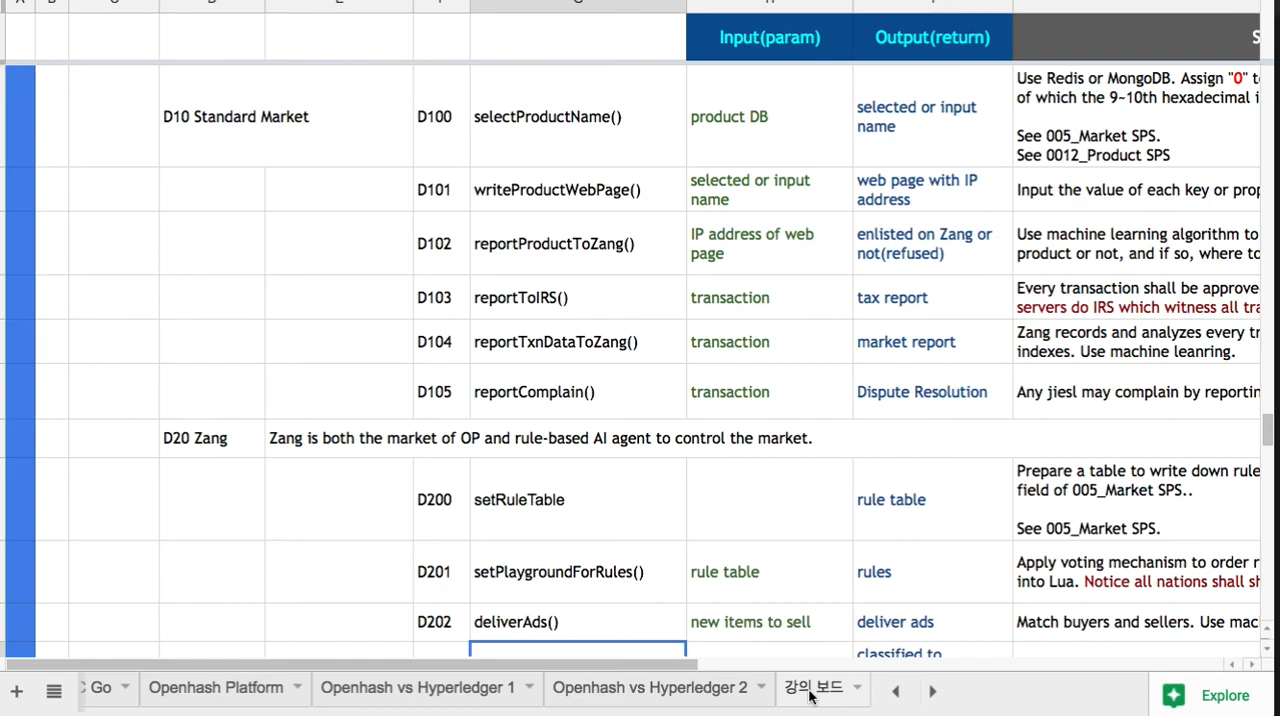 Input(param) Output(return)
D10 Standard Market D100 selectProductName() product DB selected or input name Use Redis or MongoDB. Assign "0"
of which the 9~10th hexadecimal
See 005_Market SPS.
See 0012_Product SPS
D101 writeProductWebPage() selected or input name web page with IP address Input the value of each key or
D102 reportProductToZang() IP address of web page enlisted on Zang or not(refused) Use machine learning algorithm to
product or not, and if so, where
D103 reportToIRS() transaction tax report Every transaction shall be
servers do IRS which witness all
D104 reportTxnDataToZang() transaction market report Zang records and analyzes every
indexes. Use machine leanring.
D105 reportComplain() transaction Dispute Resolution Any jiesl may complain by
D20 Zang Zang is both the market of OP and rule-based AI agent to control the market.
D200 setRuleTable rule table Prepare a table to write down
field of 005_Market SPS..
See 005_Market SPS.
D201 setPlaygroundForRules() rule table rules Apply voting mechanism to order
into Lua. Notice all nations shall
D202 deliverAds() new items to sell deliver ads Match buyers and sellers. Use
classified to
Go Openhash Platform Openhash vs Hyperledger 1 Openhash vs Hyperledger 2 강의 보드 Explore